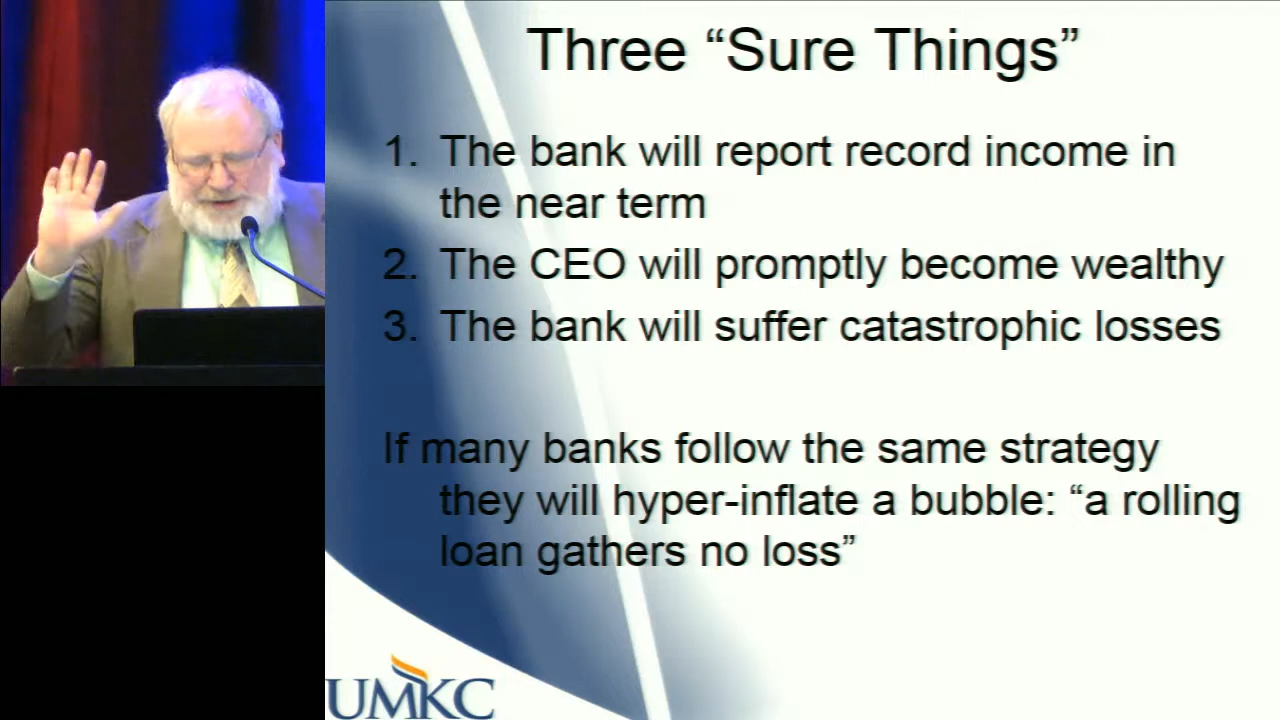 Three “Sure Things”
1. The bank will report record income in
the near term
2. The CEO will promptly become wealthy
3. The bank will suffer catastrophic losses
If many banks follow the same strategy
they will hyper-inflate a bubble: “a rolling
loan gathers no loss”
UMKC